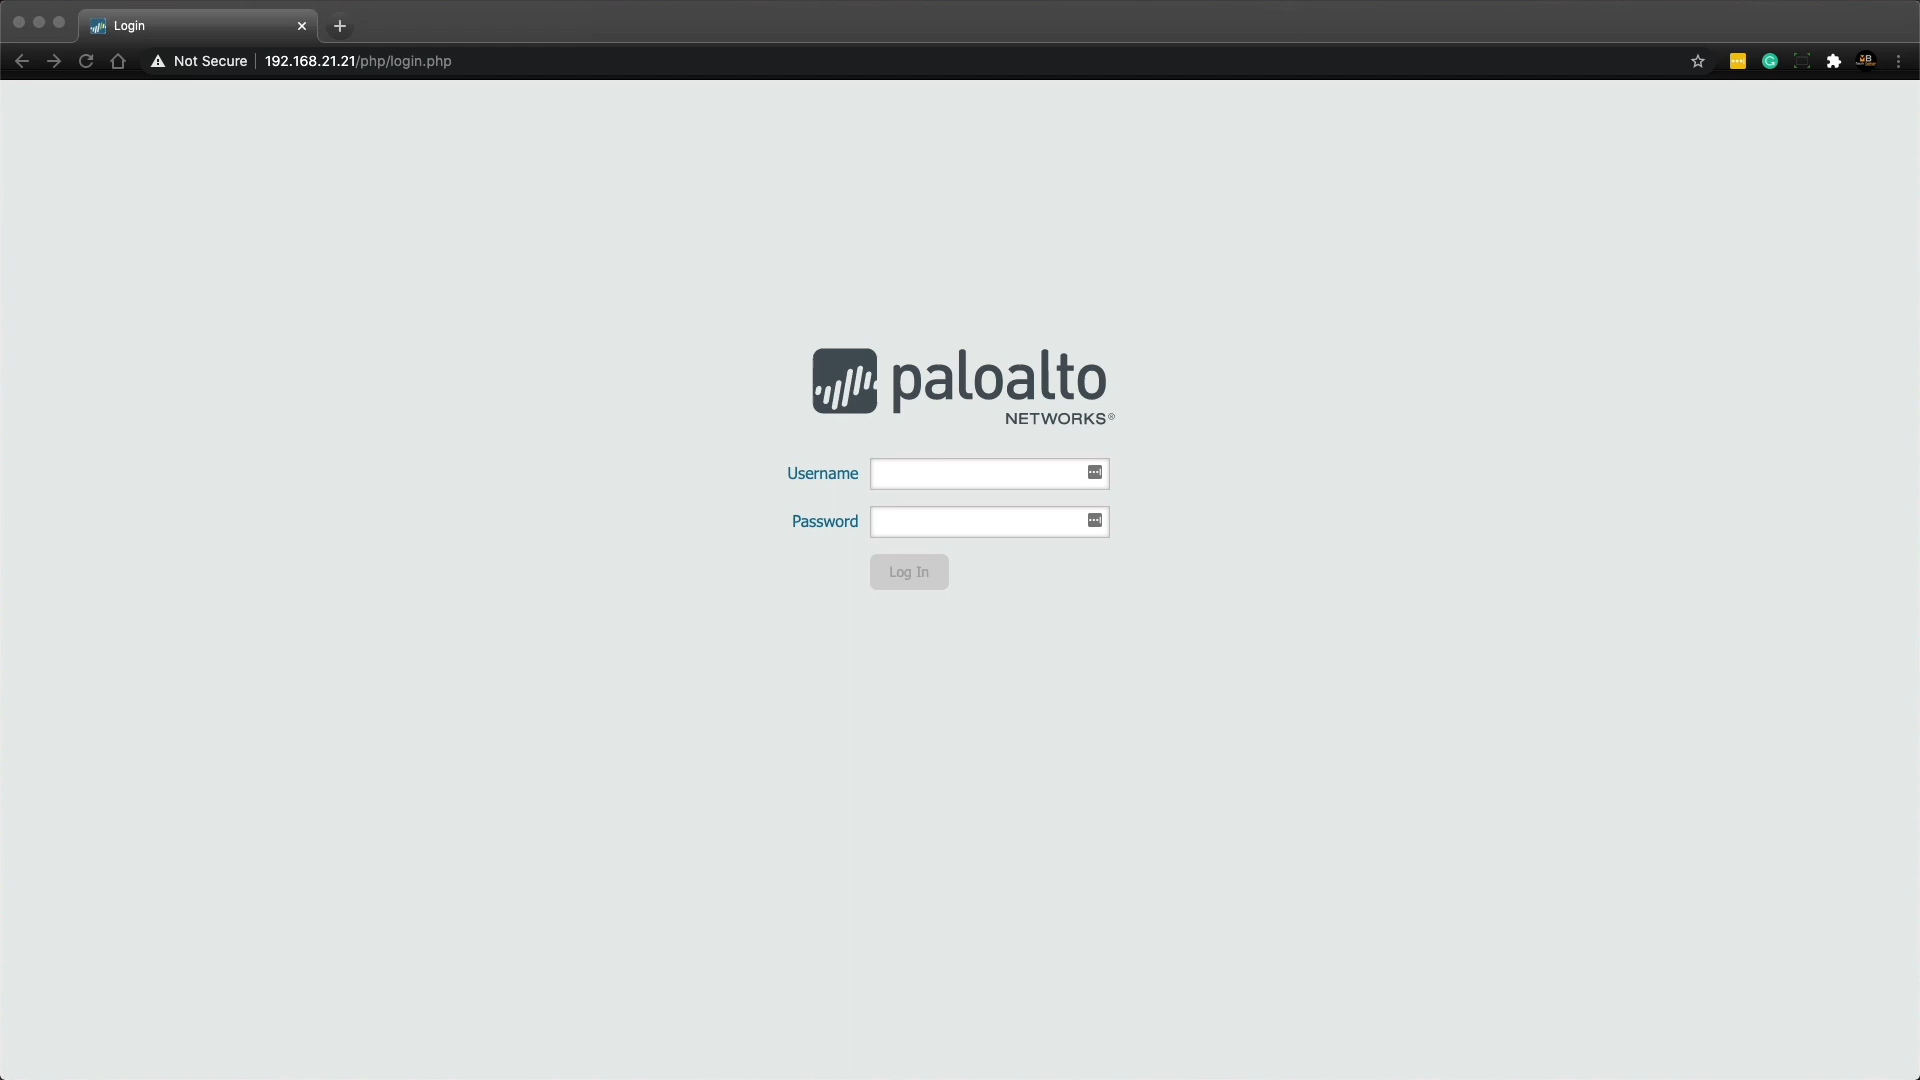 Login
Not Secure
192.168.21.21/php/login.php
paloalto
NETWORKS®
Username
Password
Log In